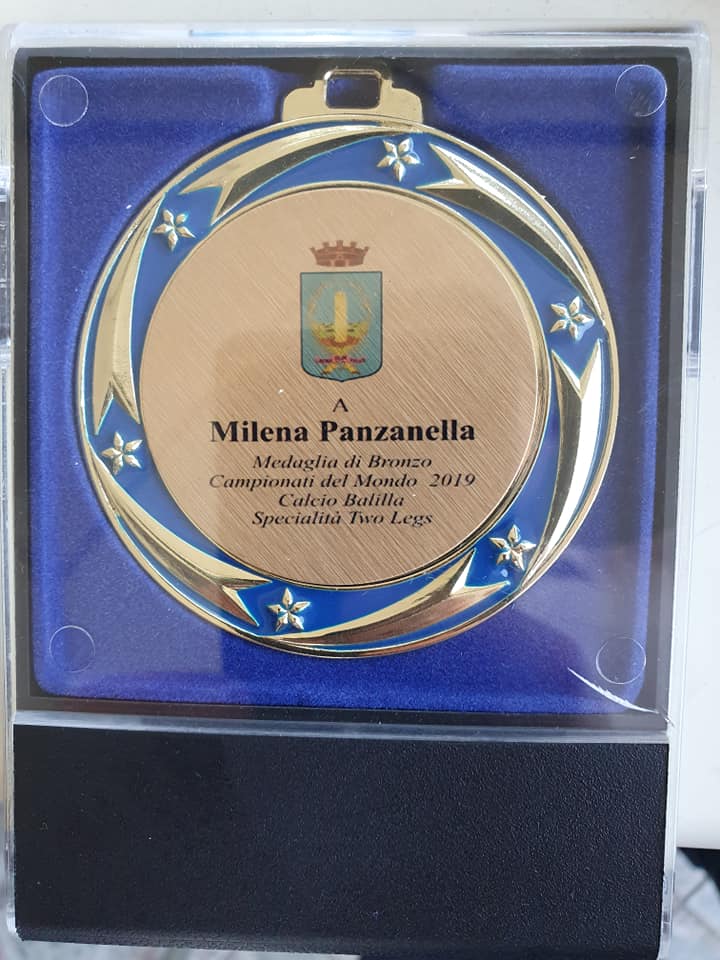 A
Milena Panzanella
Medaglia di Bronzo
Campionati del Mondo 2019
Calcio Balilla
Specialità Two Legs